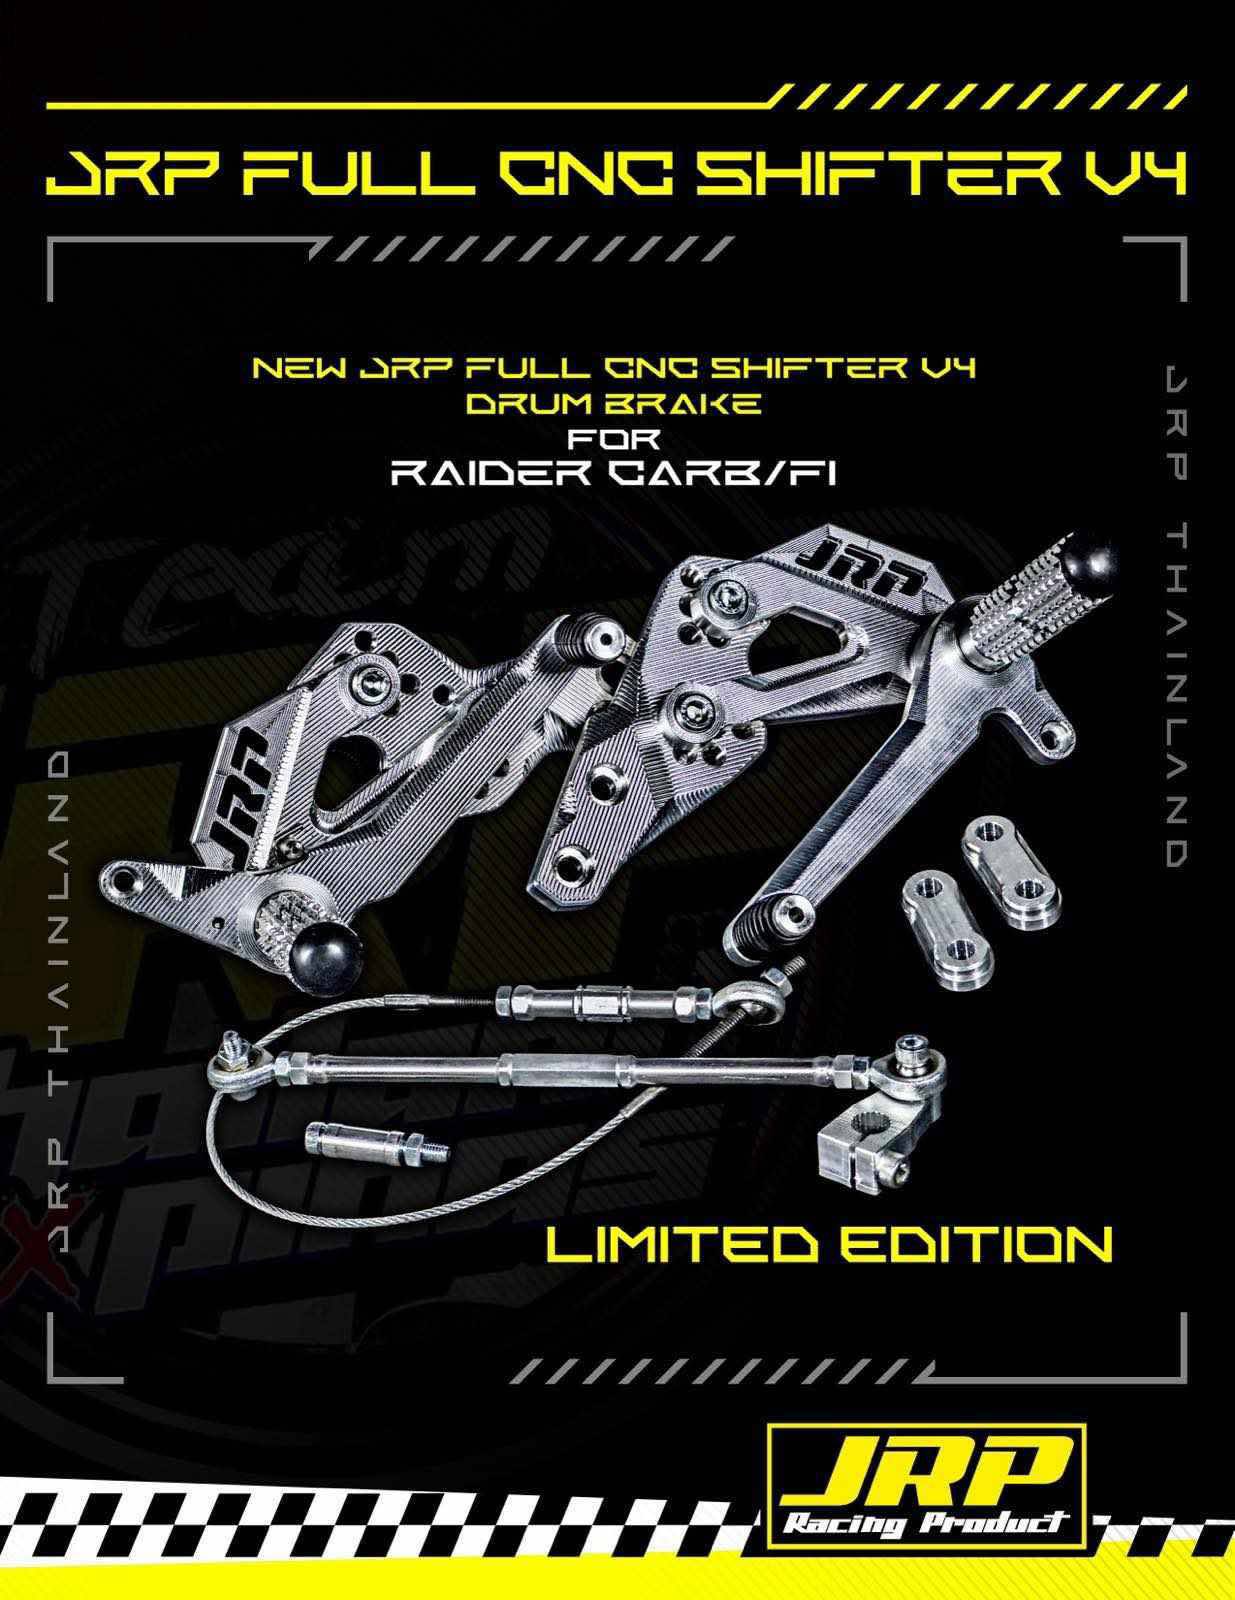 JRP FULL CNC SHIFTER V4
NEW JRP FULL CNC SHIFTER V4
DRUM BRAKE
FOR
RAIDER CARB/FI
JRP THAINLAND
Team
JRP
JRP
JRP THAINLAND
LIMITED EDITION
JRP
Racing Product